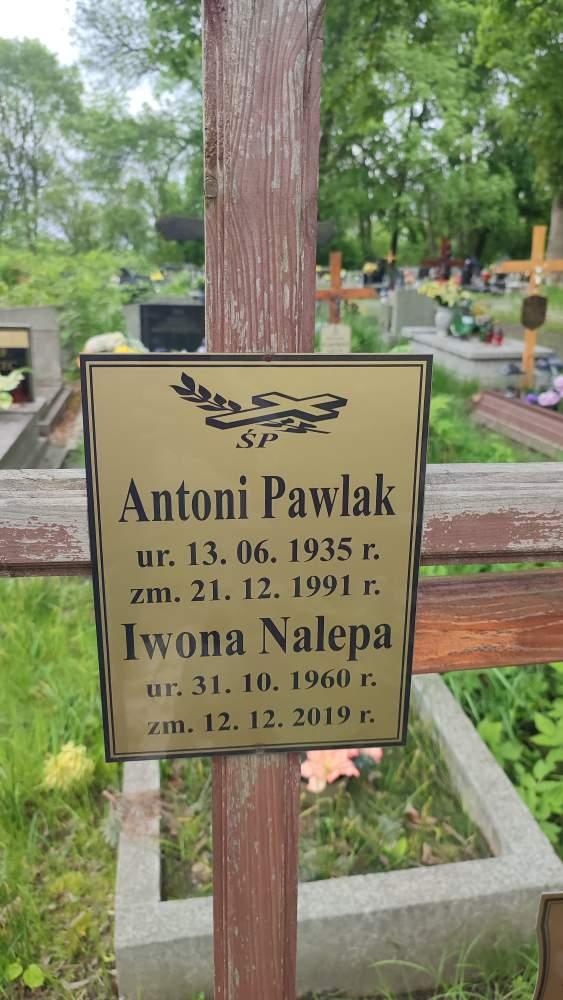 ŚP
Antoni Pawlak
ur. 13. 06. 1935 r.
zm. 21. 12. 1991 r.
Iwona Nalepa
ur. 31. 10. 1960 r.
zm. 12. 12. 2019 r.